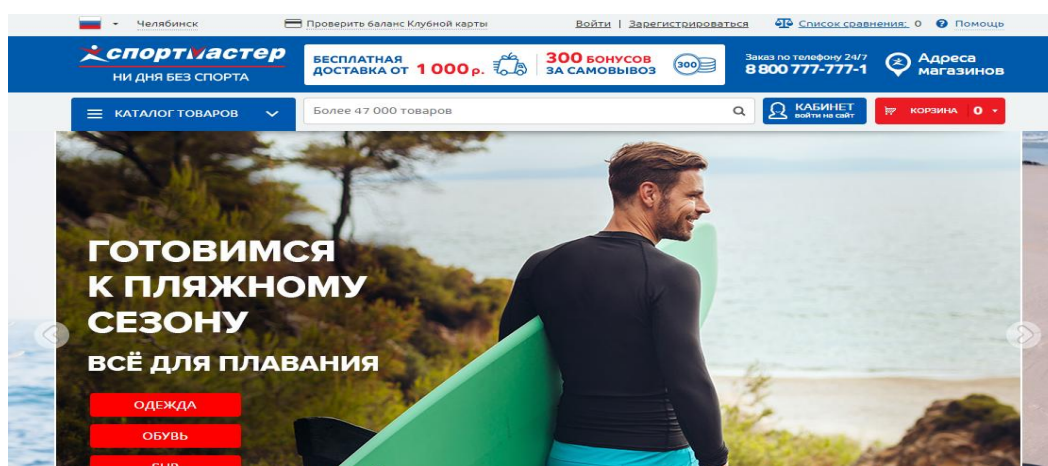 Челябинск
Проверить баланс Клубной карты
Войти | Зарегистрироваться
Список сравнения: 0
Помощь
спортмастер
НИ ДНЯ БЕЗ СПОРТА
БЕСПЛАТНАЯ
ДОСТАВКА ОТ 1 000 р.
300 БОНУСОВ
ЗА САМОВЫВОЗ
300
Заказ по телефону 24/7
8 800 777-777-1
Адреса
магазинов
КАТАЛОГ ТОВАРОВ
Более 47 000 товаров
КАБИНЕТ
войти на сайт
КОРЗИНА 0
ГОТОВИМСЯ
К ПЛЯЖНОМУ
СЕЗОНУ
ВСЁ ДЛЯ ПЛАВАНИЯ
ОДЕЖДА
ОБУВЬ